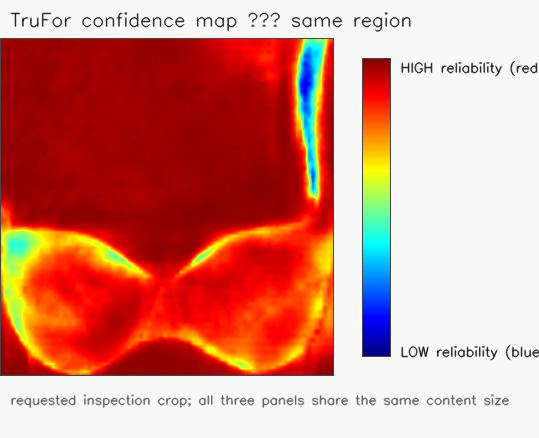 TruFor confidence map ??? same region
HIGH reliability (red
LOW reliability (blue
requested inspection crop; all three panels share the same content size